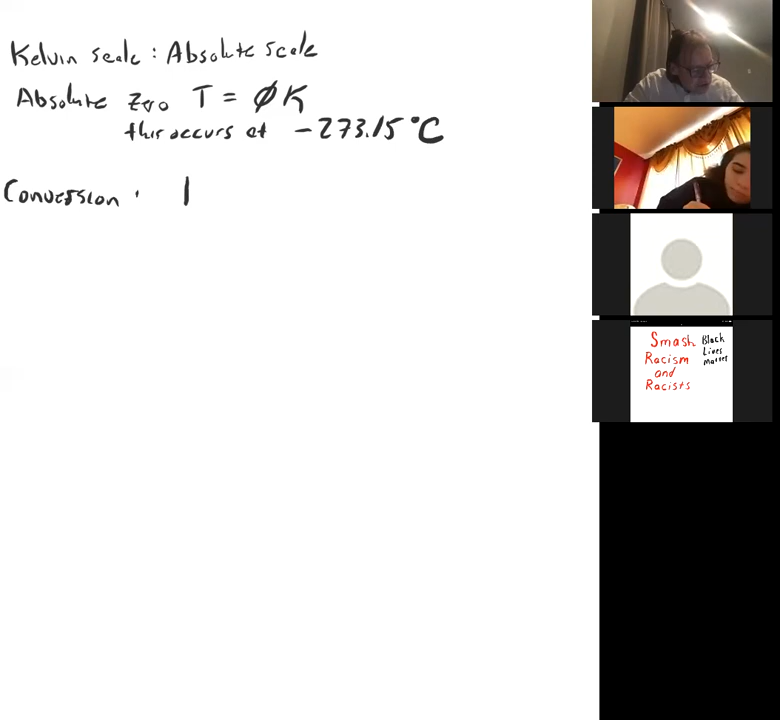 Kelvin scale : Absolute scale
Absolute Zero T = ØK
this occurs at -273.15°C
Conversion :
Smash
Racism
and
Racists
Black
Lives
Matter